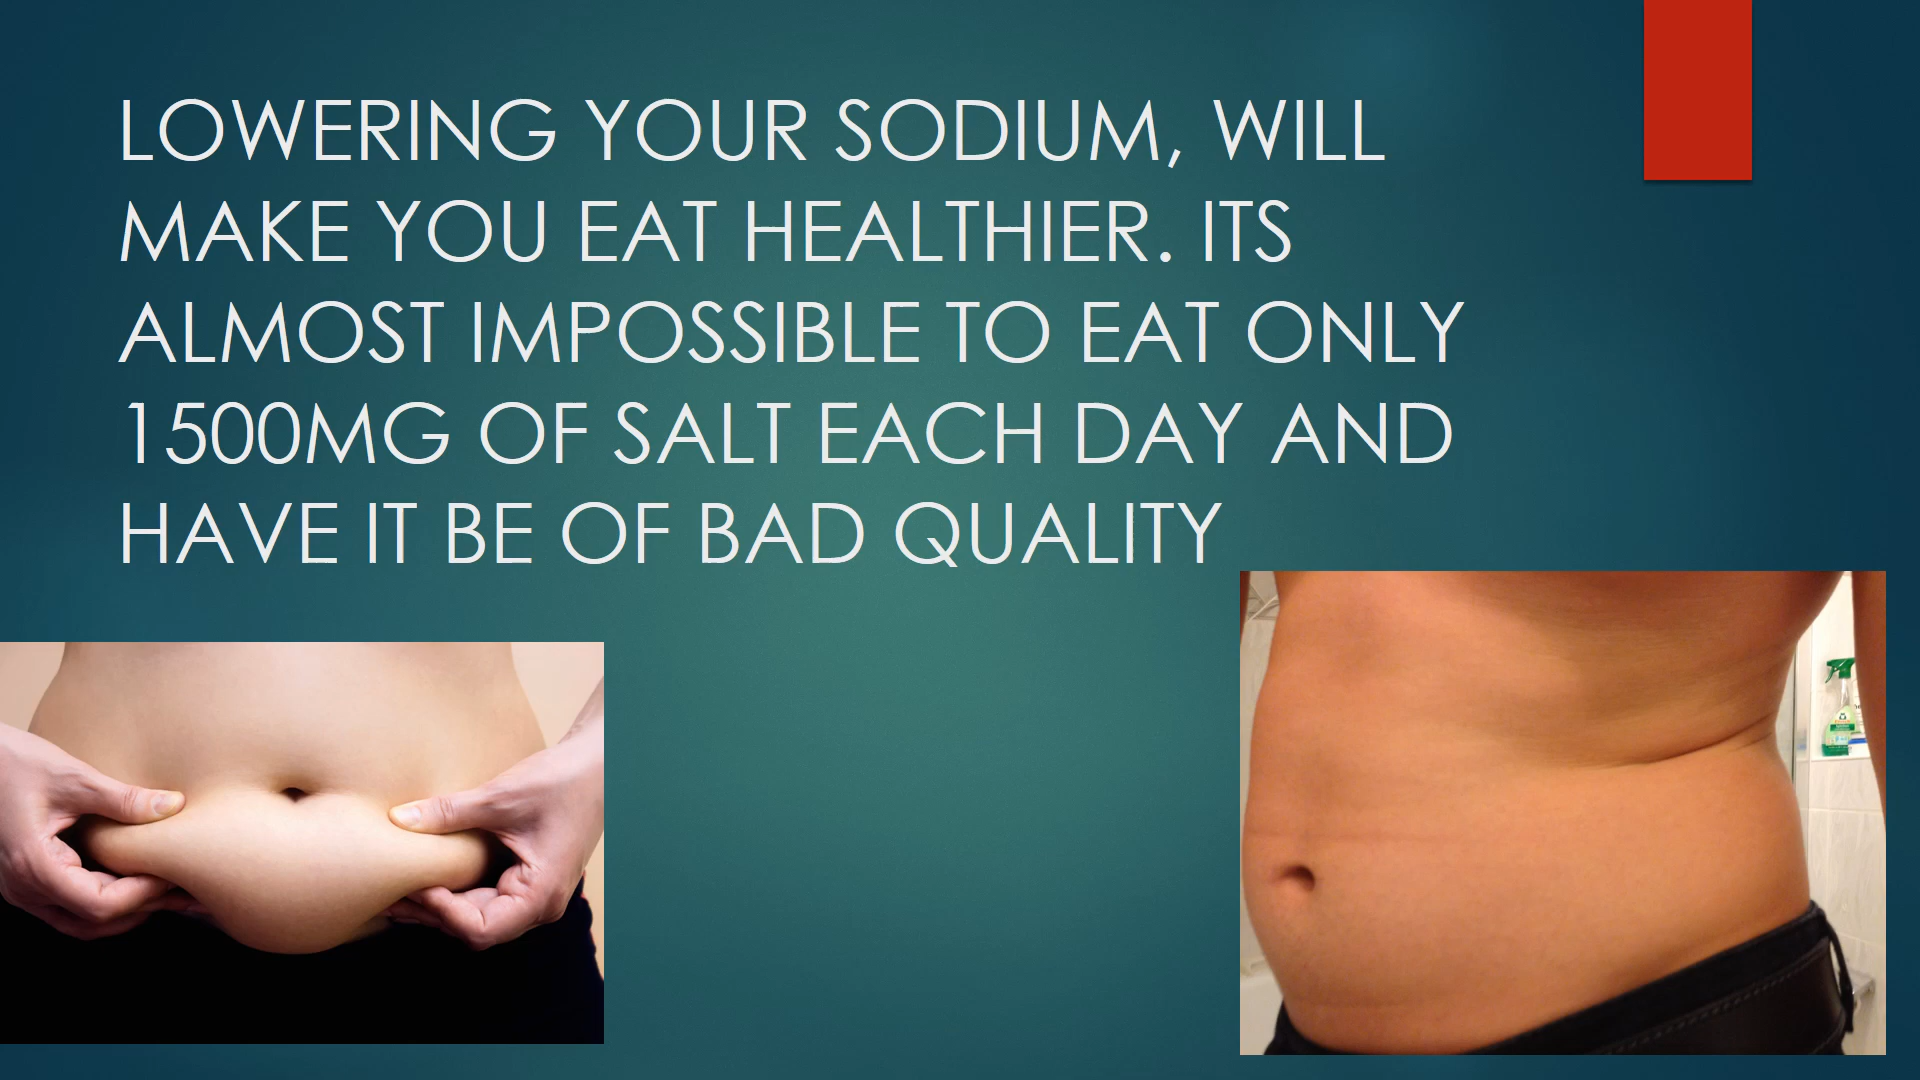 LOWERING YOUR SODIUM, WILL
MAKE YOU EAT HEALTHIER. ITS
ALMOST IMPOSSIBLE TO EAT ONLY
1500MG OF SALT EACH DAY AND
HAVE IT BE OF BAD QUALITY